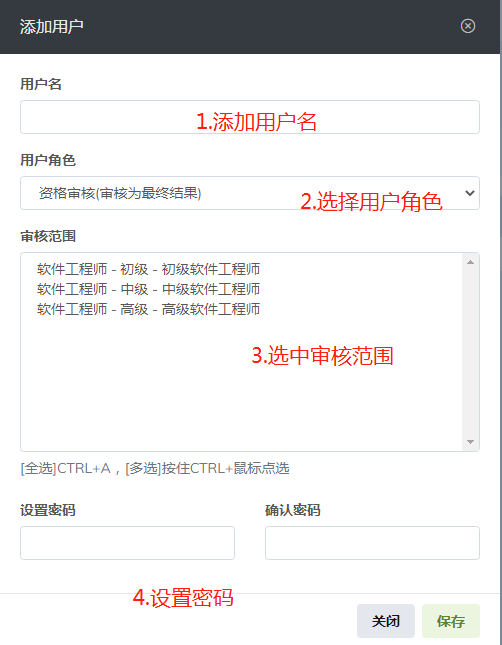 添加用户
用户名
1.添加用户名
用户角色
资格审核(审核为最终结果)
2.选择用户角色
审核范围
软件工程师 - 初级 - 初级软件工程师
软件工程师 - 中级 - 中级软件工程师
软件工程师 - 高级 - 高级软件工程师
3.选中审核范围
[全选]CTRL+A，[多选]按住CTRL+鼠标点选
设置密码 确认密码
4.设置密码
关闭 保存